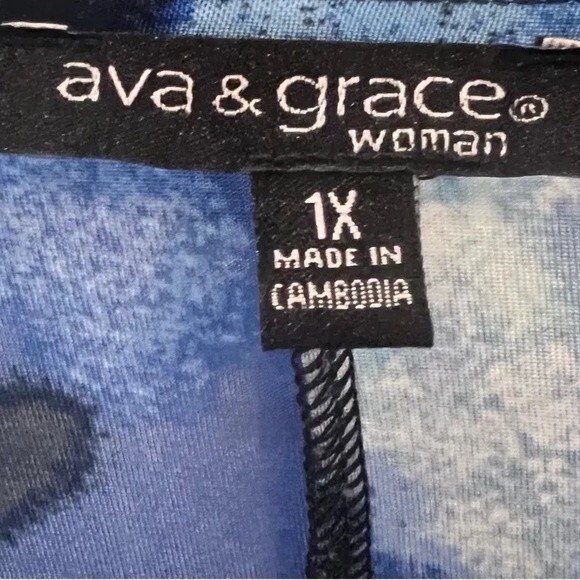 ava & grace®
woman
1X
MADE IN
CAMBODIA